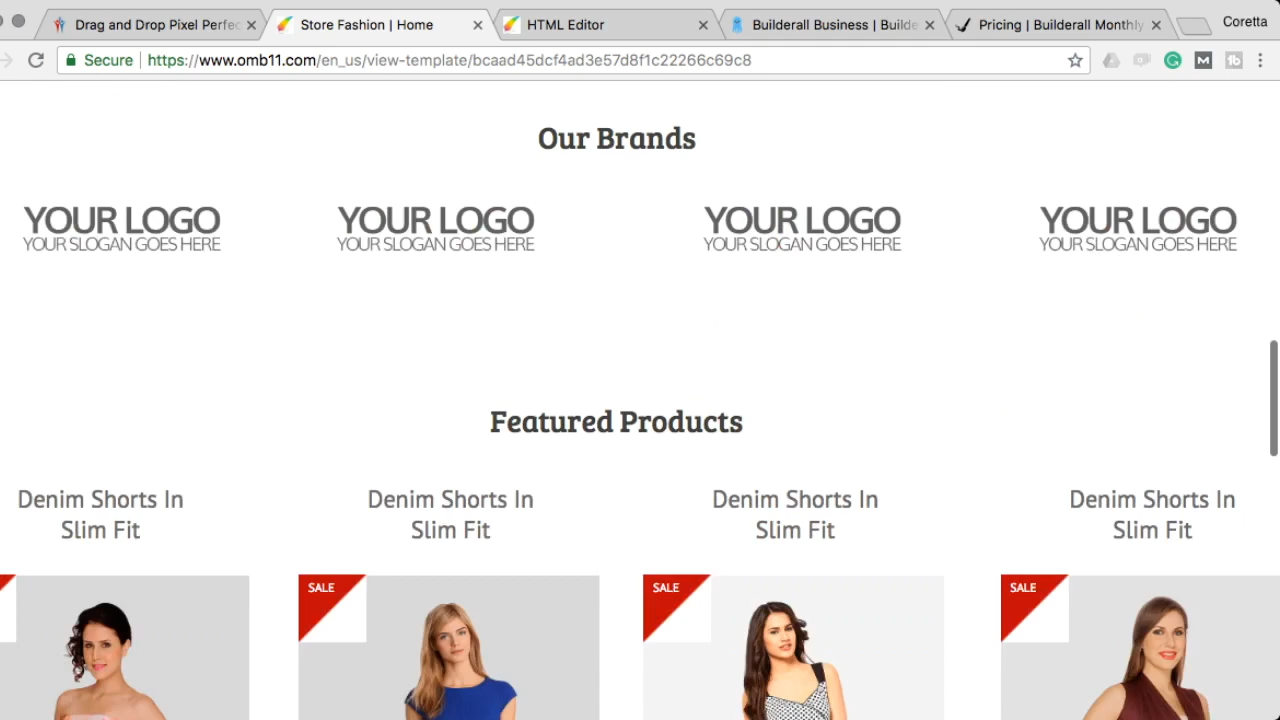 Drag and Drop Pixel Perfec
Store Fashion | Home
HTML Editor
Builderall Business | Builde
Pricing | Builderall Monthly
Coretta
Secure
https://www.omb11.com/en_us/view-template/bcaad45dcf4ad3e57d8f1c22266c69c8
Our Brands
YOUR LOGO YOUR LOGO YOUR LOGO YOUR LOGO
YOUR SLOGAN GOES HERE YOUR SLOGAN GOES HERE YOUR SLOGAN GOES HERE YOUR SLOGAN GOES HERE
Featured Products
Denim Shorts In Denim Shorts In Denim Shorts In Denim Shorts In
Slim Fit Slim Fit Slim Fit Slim Fit
SALE SALE SALE